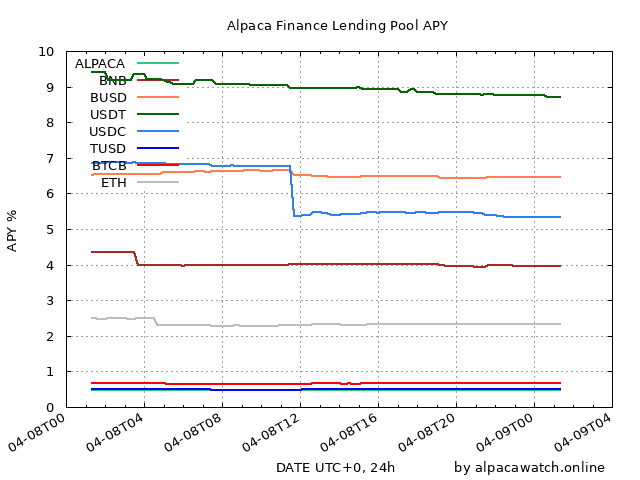 Alpaca Finance Lending Pool APY
10
9
8
7
6
5
4
3
2
1
0
APY %
ALPACA
BNB
BUSD
USDT
USDC
TUSD
BTCB
ETH
04-08T00
04-08T04
04-08T08
04-08T12
04-08T16
04-08T20
04-09T00
04-09T04
DATE UTC+0, 24h
by alpacawatch.online